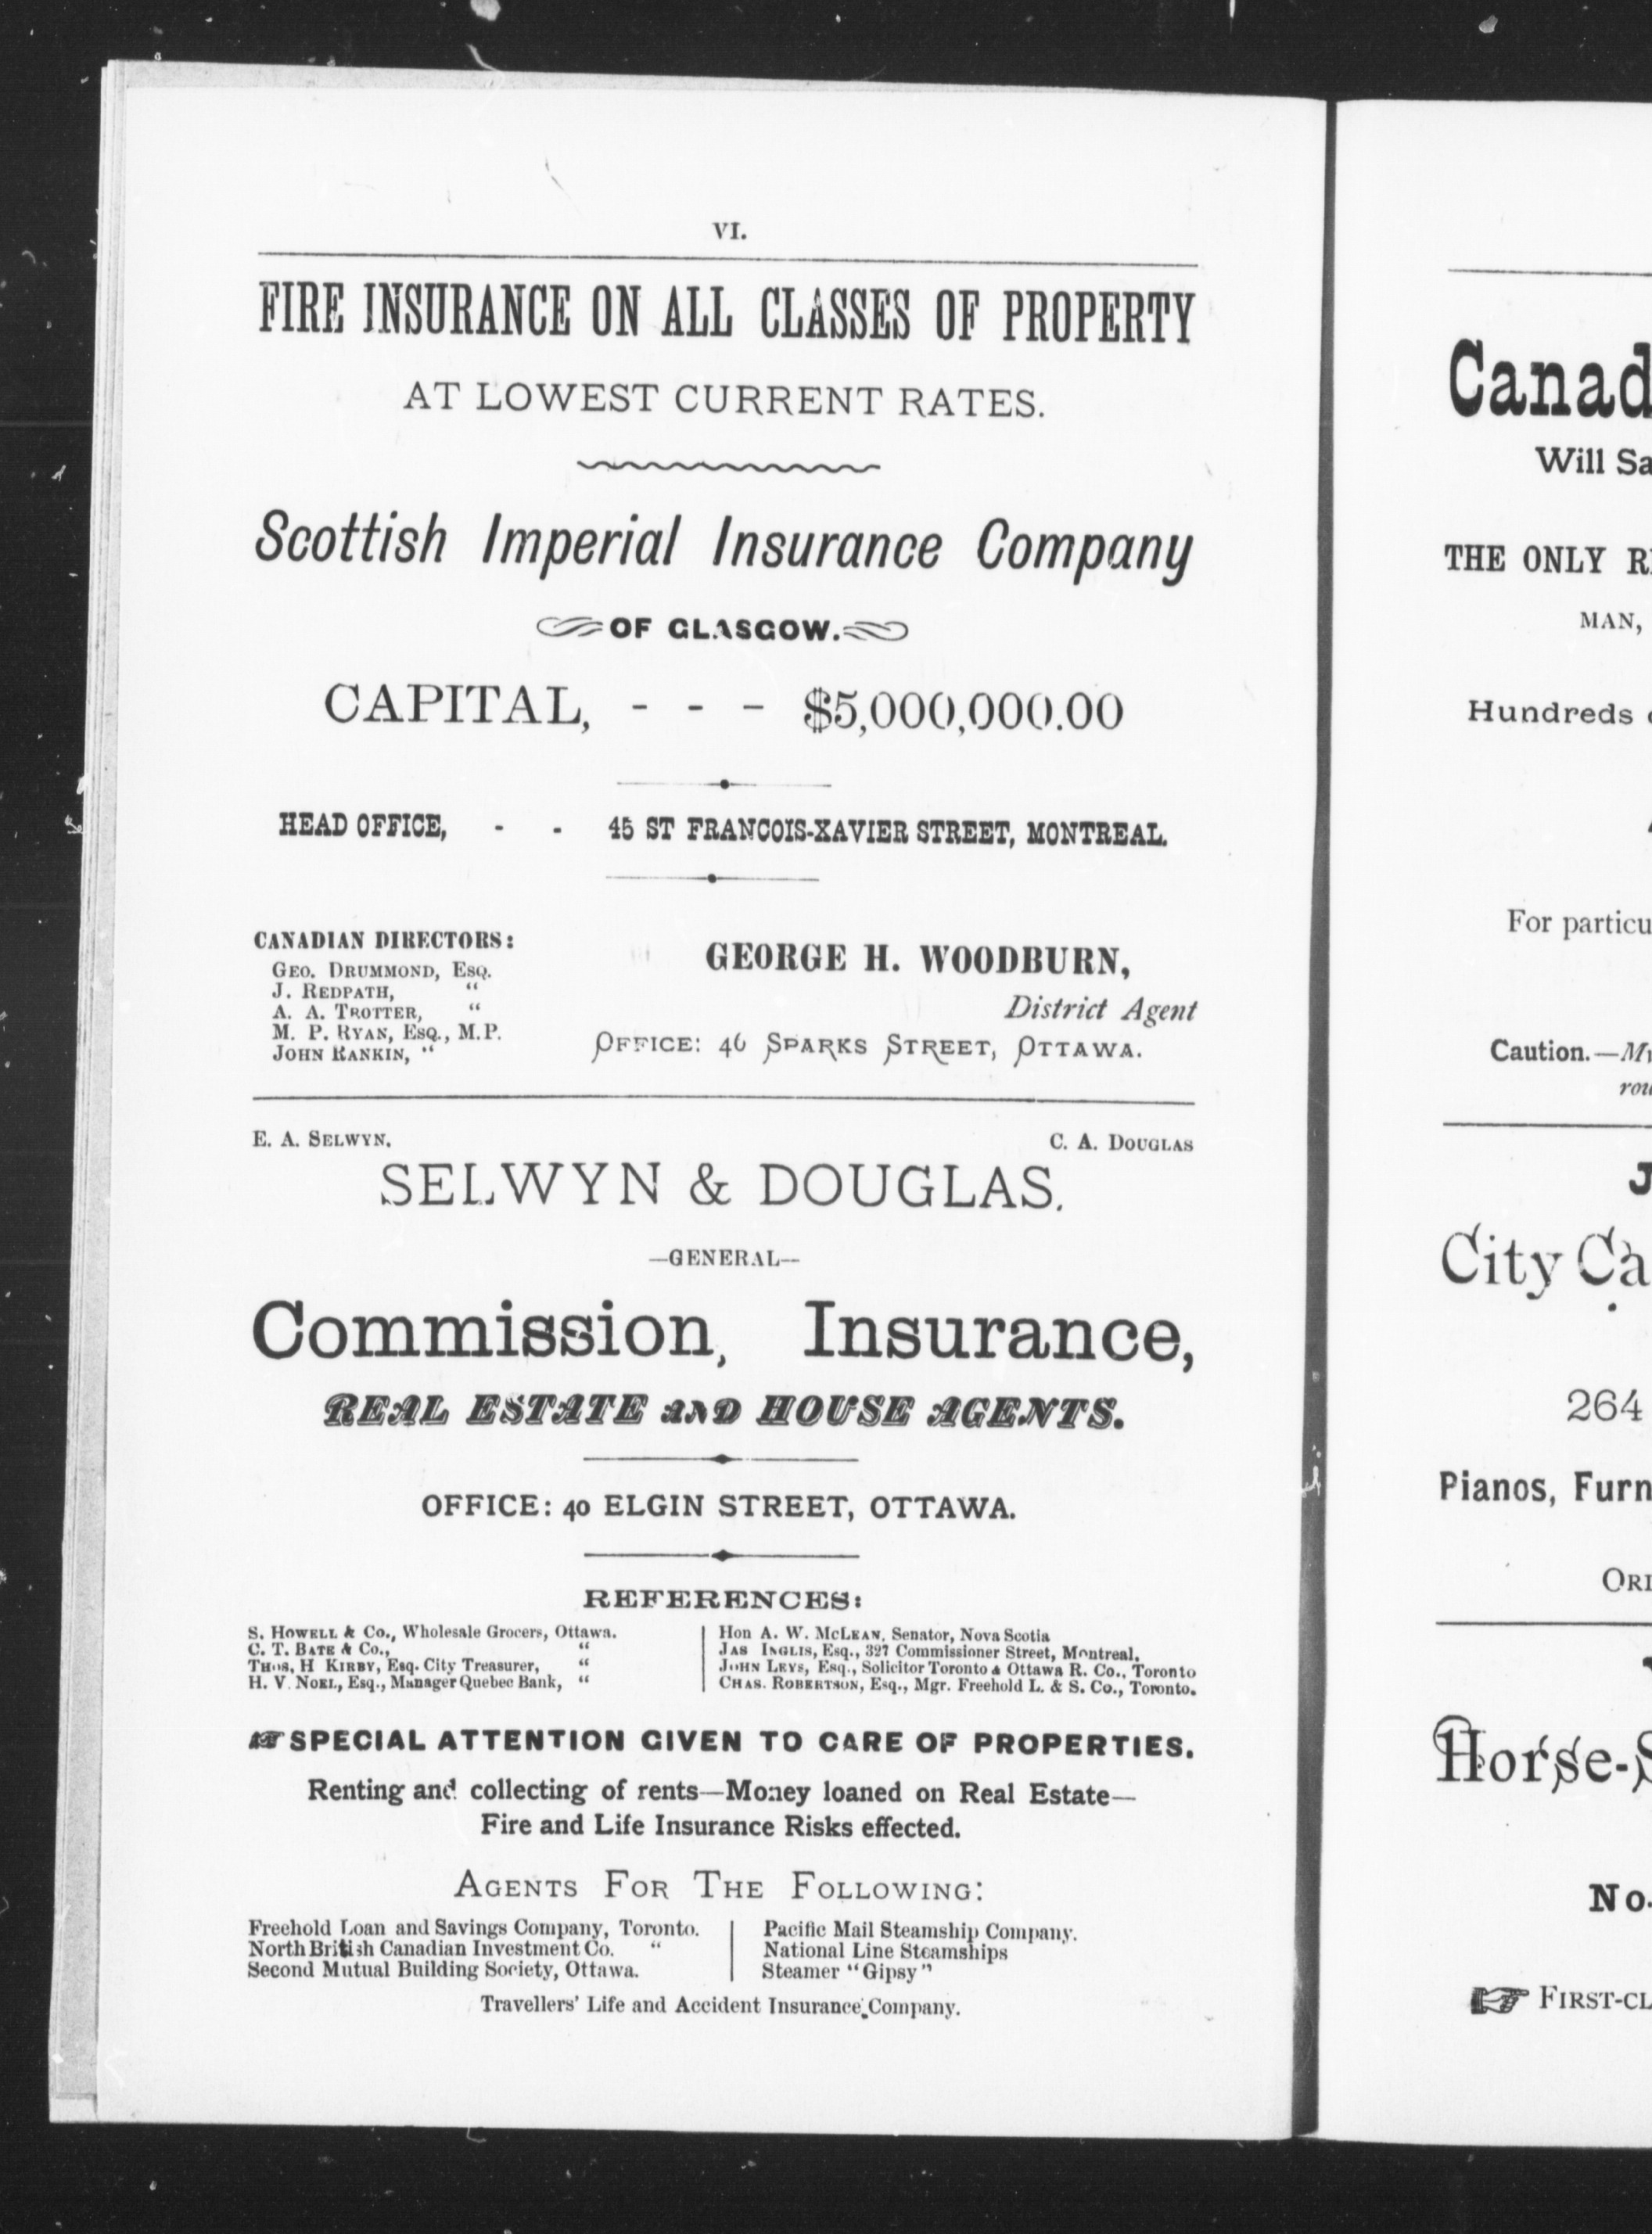 VI.
FIRE INSURANCE ON ALL CLASSES OF PROPERTY
AT LOWEST CURRENT RATES.
Scottish Imperial Insurance Company
OF GLASGOW.
CAPITAL, - - - $5,000,000.00
HEAD OFFICE, - - 45 ST FRANCOIS-XAVIER STREET, MONTREAL.
CANADIAN DIRECTORS:
GEO. DRUMMOND, ESQ.
J. REDPATH, “
A. A. TROTTER, “
M. P. RYAN, ESQ., M.P.
JOHN RANKIN, “
GEORGE H. WOODBURN,
District Agent
OFFICE: 46 SPARKS STREET, OTTAWA.
E. A. SELWYN. C. A. DOUGLAS
SELWYN & DOUGLAS.
—GENERAL—
Commission, Insurance,
REAL ESTATE AND HOUSE AGENTS.
OFFICE: 40 ELGIN STREET, OTTAWA.
REFERENCES:
S. HOWELL & Co., Wholesale Grocers, Ottawa.
C. T. BATE & Co., “
THOS. H KIRBY, Esq. City Treasurer, “
H. V. NOEL, Esq., Manager Quebec Bank, “
Hon A. W. McLEAN, Senator, Nova Scotia
JAS INGLIS, Esq., 327 Commissioner Street, Montreal.
JOHN LEYS, Esq., Solicitor Toronto & Ottawa R. Co., Toronto
CHAS. ROBERTSON, Esq., Mgr. Freehold L. & S. Co., Toronto.
☞ SPECIAL ATTENTION GIVEN TO CARE OF PROPERTIES.
Renting and collecting of rents—Money loaned on Real Estate—
Fire and Life Insurance Risks effected.
AGENTS FOR THE FOLLOWING:
Freehold Loan and Savings Company, Toronto.
North British Canadian Investment Co. “
Second Mutual Building Society, Ottawa.
Pacific Mail Steamship Company.
National Line Steamships
Steamer “Gipsy”
Travellers' Life and Accident Insurance Company.
Canad
Will Sa
THE ONLY R
MAN,
Hundreds
For particu
Caution.—M
rou
J
City Ca
264
Pianos, Furn
ORI
Horse-S
No.
☞ FIRST-CL